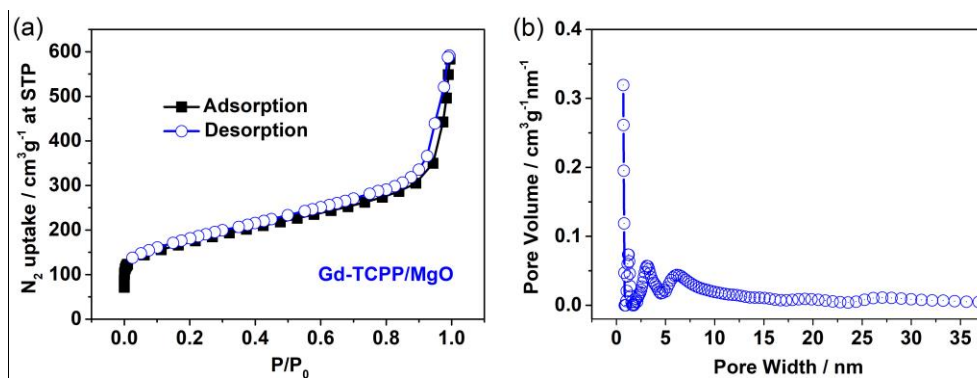 (a)
N₂ uptake / cm³g⁻¹ at STP
600
500
400
300
200
100
0
Adsorption
Desorption
Gd-TCPP/MgO
0.0 0.2 0.4 0.6 0.8 1.0
P/P₀
(b)
Pore Volume / cm³g⁻¹nm⁻¹
0.4
0.3
0.2
0.1
0.0
0 5 10 15 20 25 30 35
Pore Width / nm